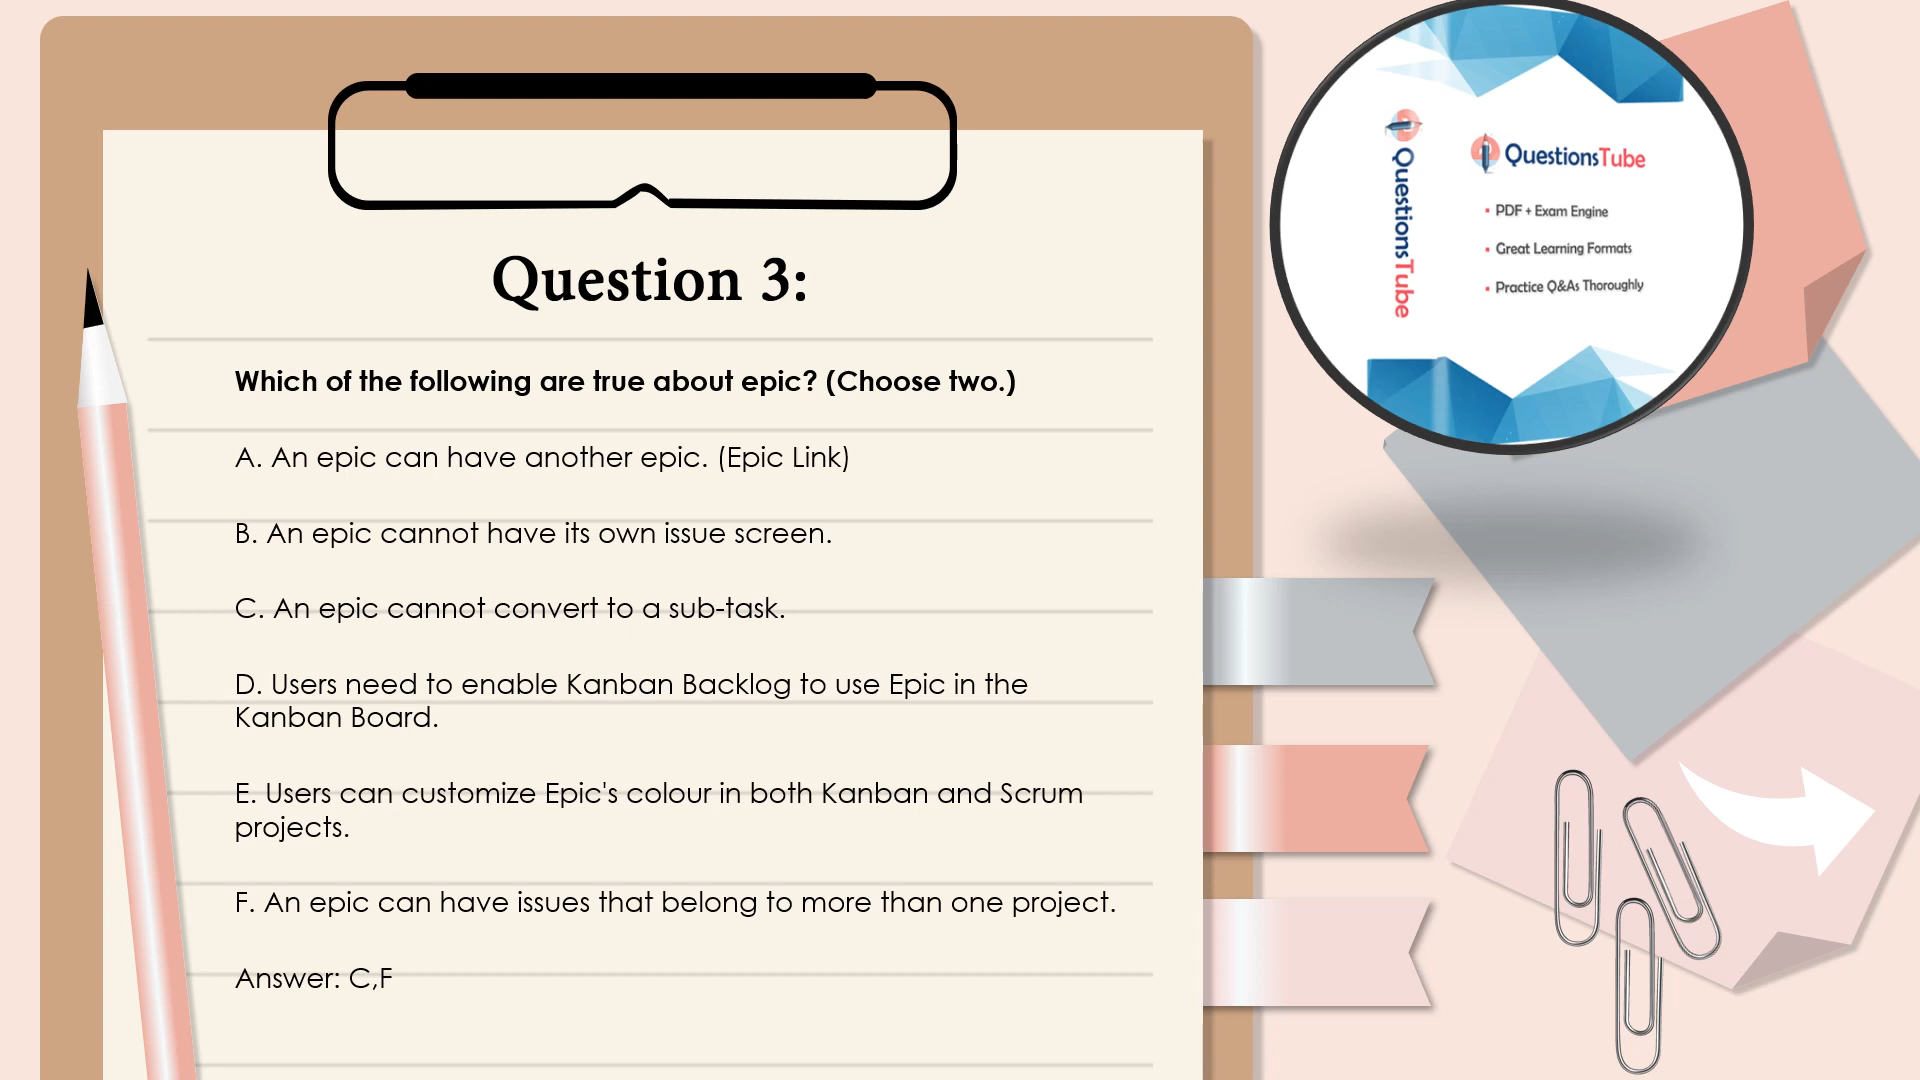 Question 3:
Which of the following are true about epic? (Choose two.)
A. An epic can have another epic. (Epic Link)
B. An epic cannot have its own issue screen.
C. An epic cannot convert to a sub-task.
D. Users need to enable Kanban Backlog to use Epic in the
Kanban Board.
E. Users can customize Epic's colour in both Kanban and Scrum
projects.
F. An epic can have issues that belong to more than one project.
Answer: C,F
QuestionsTube
QuestionsTube
▪ PDF + Exam Engine
▪ Great Learning Formats
▪ Practice Q&As Thoroughly